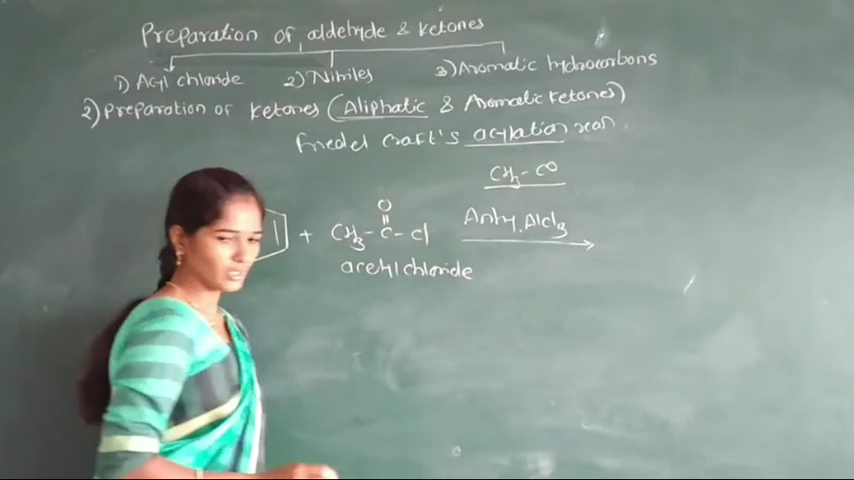 Preparation of aldehyde & ketones
1) Acyl chloride 2) Nitriles 3) Aromatic hydrocarbons
2) Preparation of ketones (Aliphatic & Aromatic ketones)
Friedel craft's acylation rean
CH3-CO
+ CH3-C-Cl Anhy.AlCl3
O
acetyl chloride